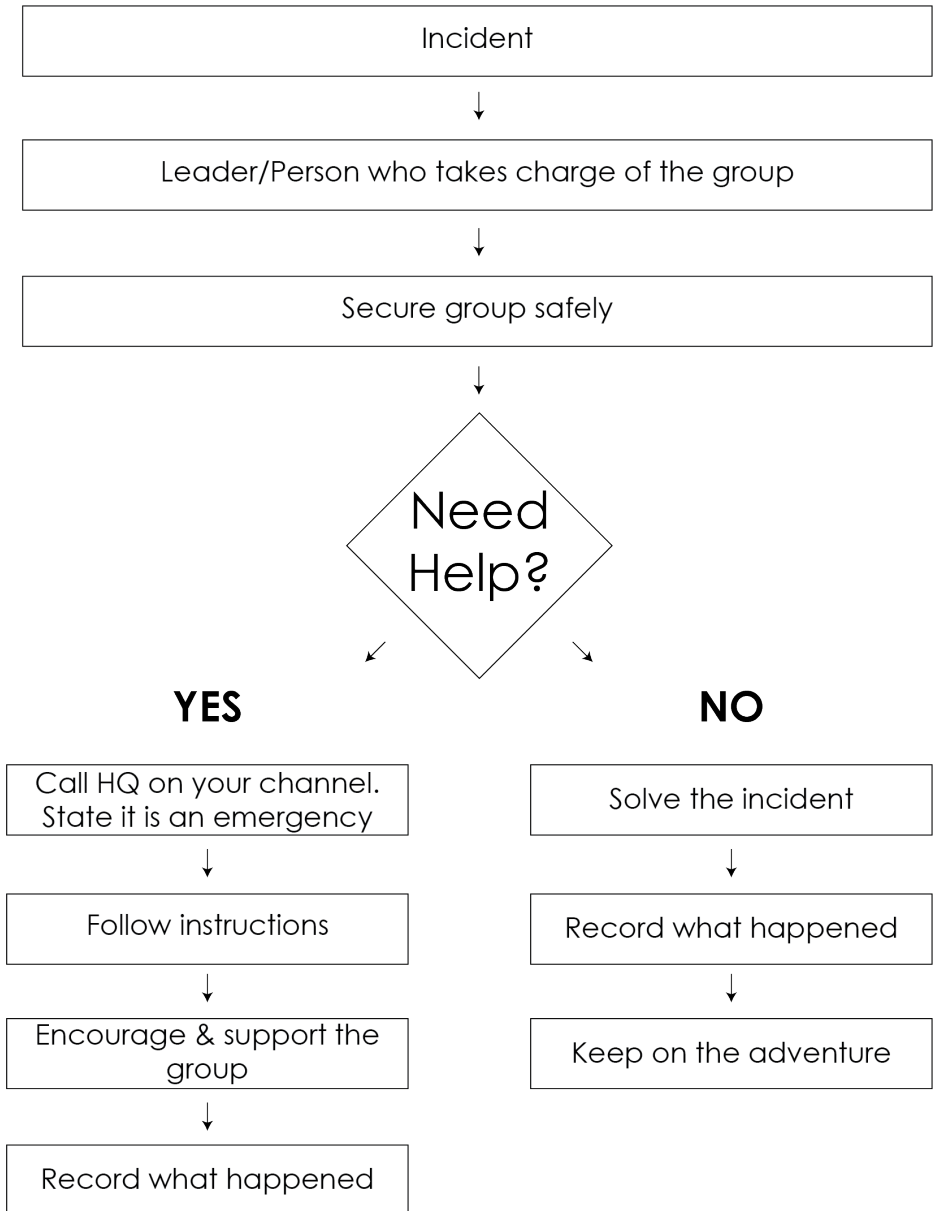 Incident
Leader/Person who takes charge of the group
Secure group safely
Need
Help?
YES
NO
Call HQ on your channel.
State it is an emergency
Follow instructions
Encourage & support the
group
Record what happened
Solve the incident
Record what happened
Keep on the adventure